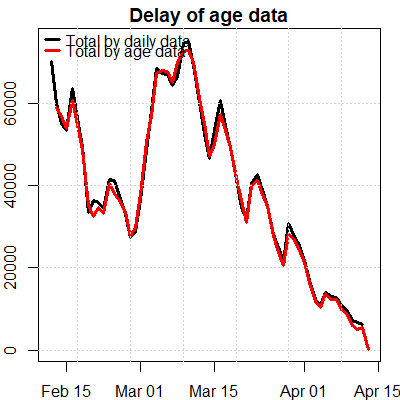 Delay of age data
Total by daily data
Total by age data
60000
40000
20000
0
Feb 15 Mar 01 Mar 15 Apr 01 Apr 15